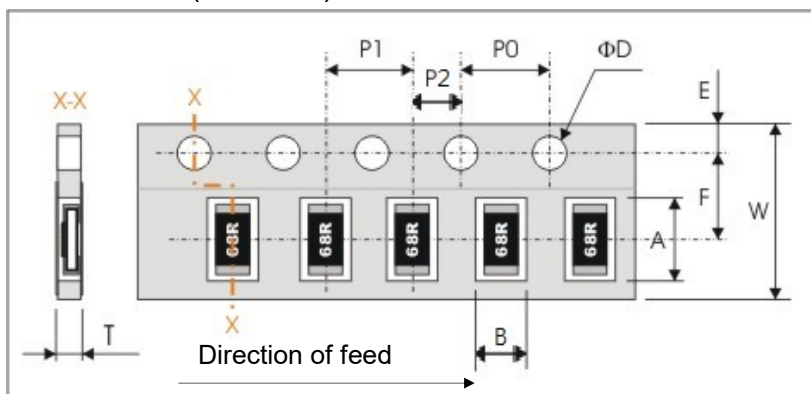 P1
P0
ΦD
P2
E
X-X
X
F
W
68R
68R
68R
68R
68R
A
X
B
T
Direction of feed